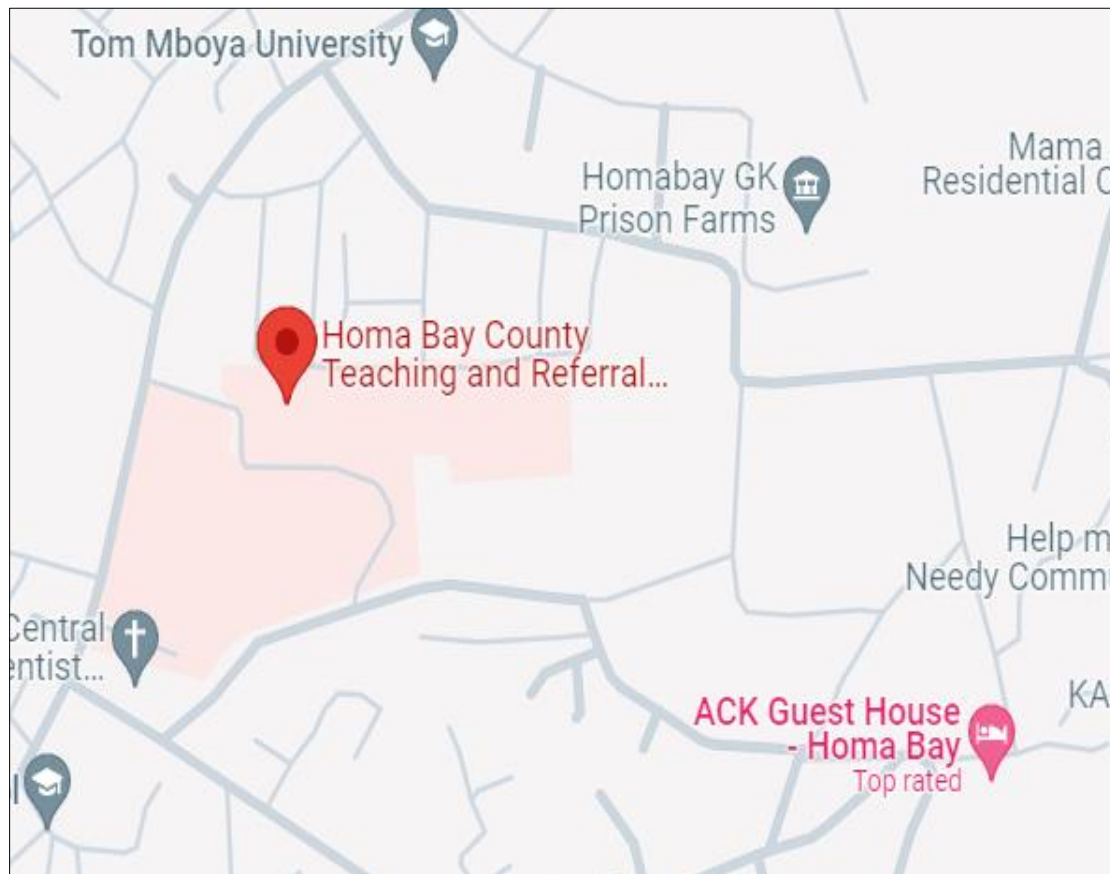 Tom Mboya University
Homabay GK
Prison Farms
Mama
Residential C
Homa Bay County
Teaching and Referral...
Help m
Needy Commu
Central
entist...
KA
ACK Guest House
- Homa Bay
Top rated
l